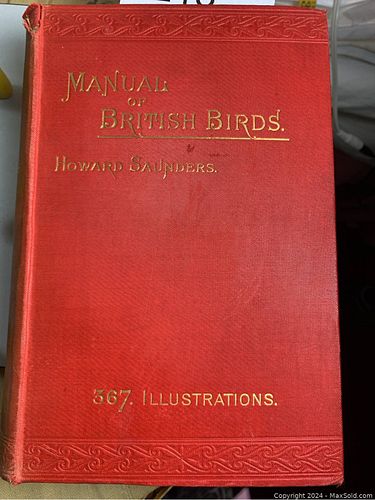 MANUAL
OF
BRITISH BIRDS.
HOWARD SAUNDERS.
367. ILLUSTRATIONS.
Copyright 2024 - MaxSold.com